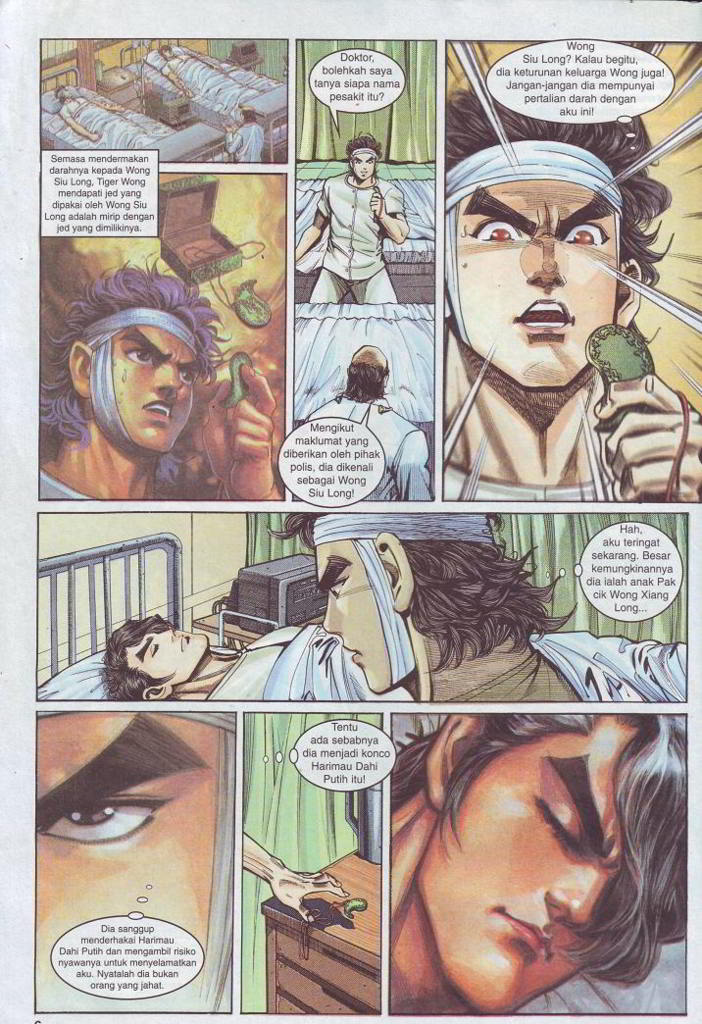 Semasa mendermakan
darahnya kepada Wong
Siu Long, Tiger Wong
mendapati jed yang
dipakai oleh Wong Siu
Long adalah mirip dengan
jed yang dimilikinya.
Doktor,
bolehkah saya
tanya siapa nama
pesakit itu?
Mengikut
maklumat yang
diberikan oleh pihak
polis, dia dikenali
sebagai Wong
Siu Long!
Wong
Siu Long? Kalau begitu,
dia keturunan keluarga Wong juga!
Jangan-jangan dia mempunyai
pertalian darah dengan
aku ini!
Hah,
aku teringat
sekarang. Besar
kemungkinannya
dia ialah anak Pak
cik Wong Xiang
Long...
Dia sanggup
menderhakai Harimau
Dahi Putih dan mengambil risiko
nyawanya untuk menyelamatkan
aku. Nyatalah dia bukan
orang yang jahat.
Tentu
ada sebabnya
dia menjadi konco
Harimau Dahi
Putih itu!